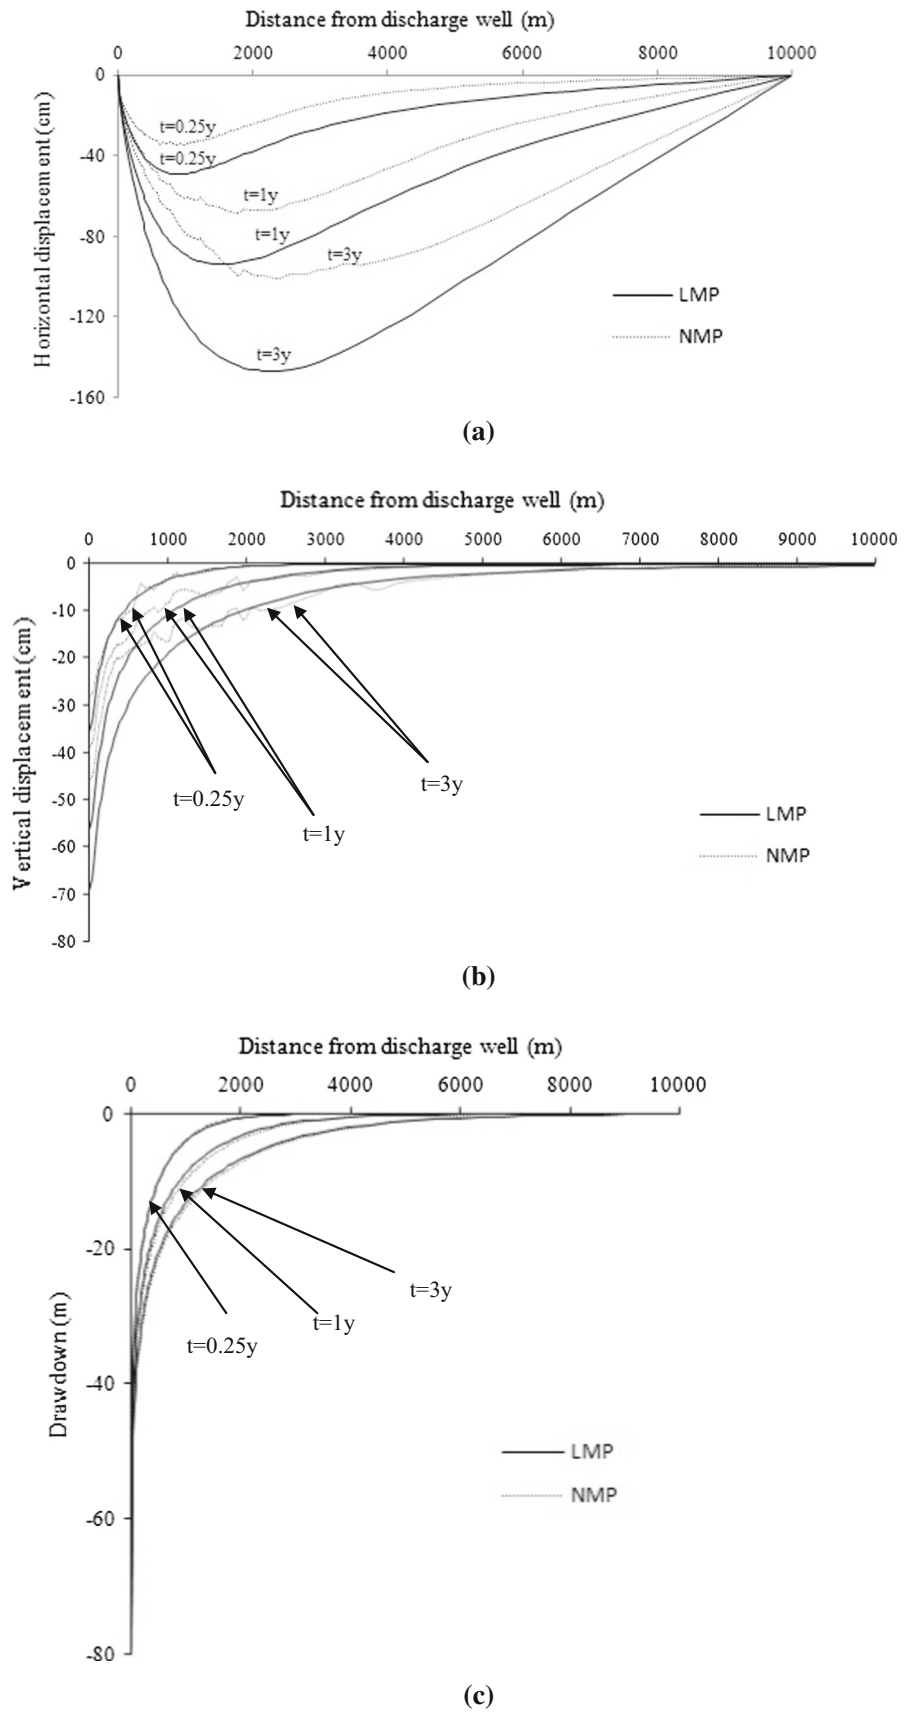 Distance from discharge well (m)
0 2000 4000 6000 8000 10000
0
-40
-80
-120
-160
Horizontal displacement (cm)
t=0.25y
t=0.25y
t=1y
t=1y
t=3y
t=3y
LMP
NMP
(a)
Distance from discharge well (m)
0 1000 2000 3000 4000 5000 6000 7000 8000 9000 10000
0
-10
-20
-30
-40
-50
-60
-70
-80
Vertical displacement (cm)
t=0.25y
t=1y
t=3y
LMP
NMP
(b)
Distance from discharge well (m)
0 2000 4000 6000 8000 10000
0
-20
-40
-60
-80
Drawdown (m)
t=3y
t=1y
t=0.25y
LMP
NMP
(c)